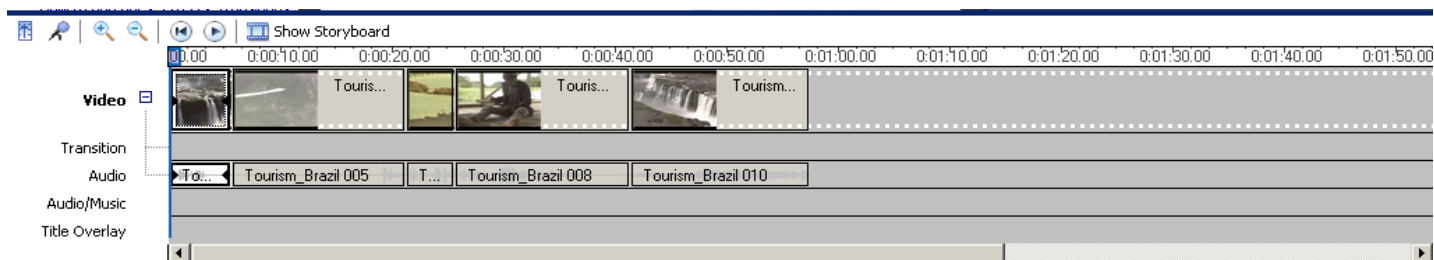 Show Storyboard
00.00 0:00:10.00 0:00:20.00 0:00:30.00 0:00:40.00 0:00:50.00 0:01:00.00 0:01:10.00 0:01:20.00 0:01:30.00 0:01:40.00 0:01:50.00
Video Touris... Touris... Tourism...
Transition
Audio To... Tourism_Brazil 005 T... Tourism_Brazil 008 Tourism_Brazil 010
Audio/Music
Title Overlay